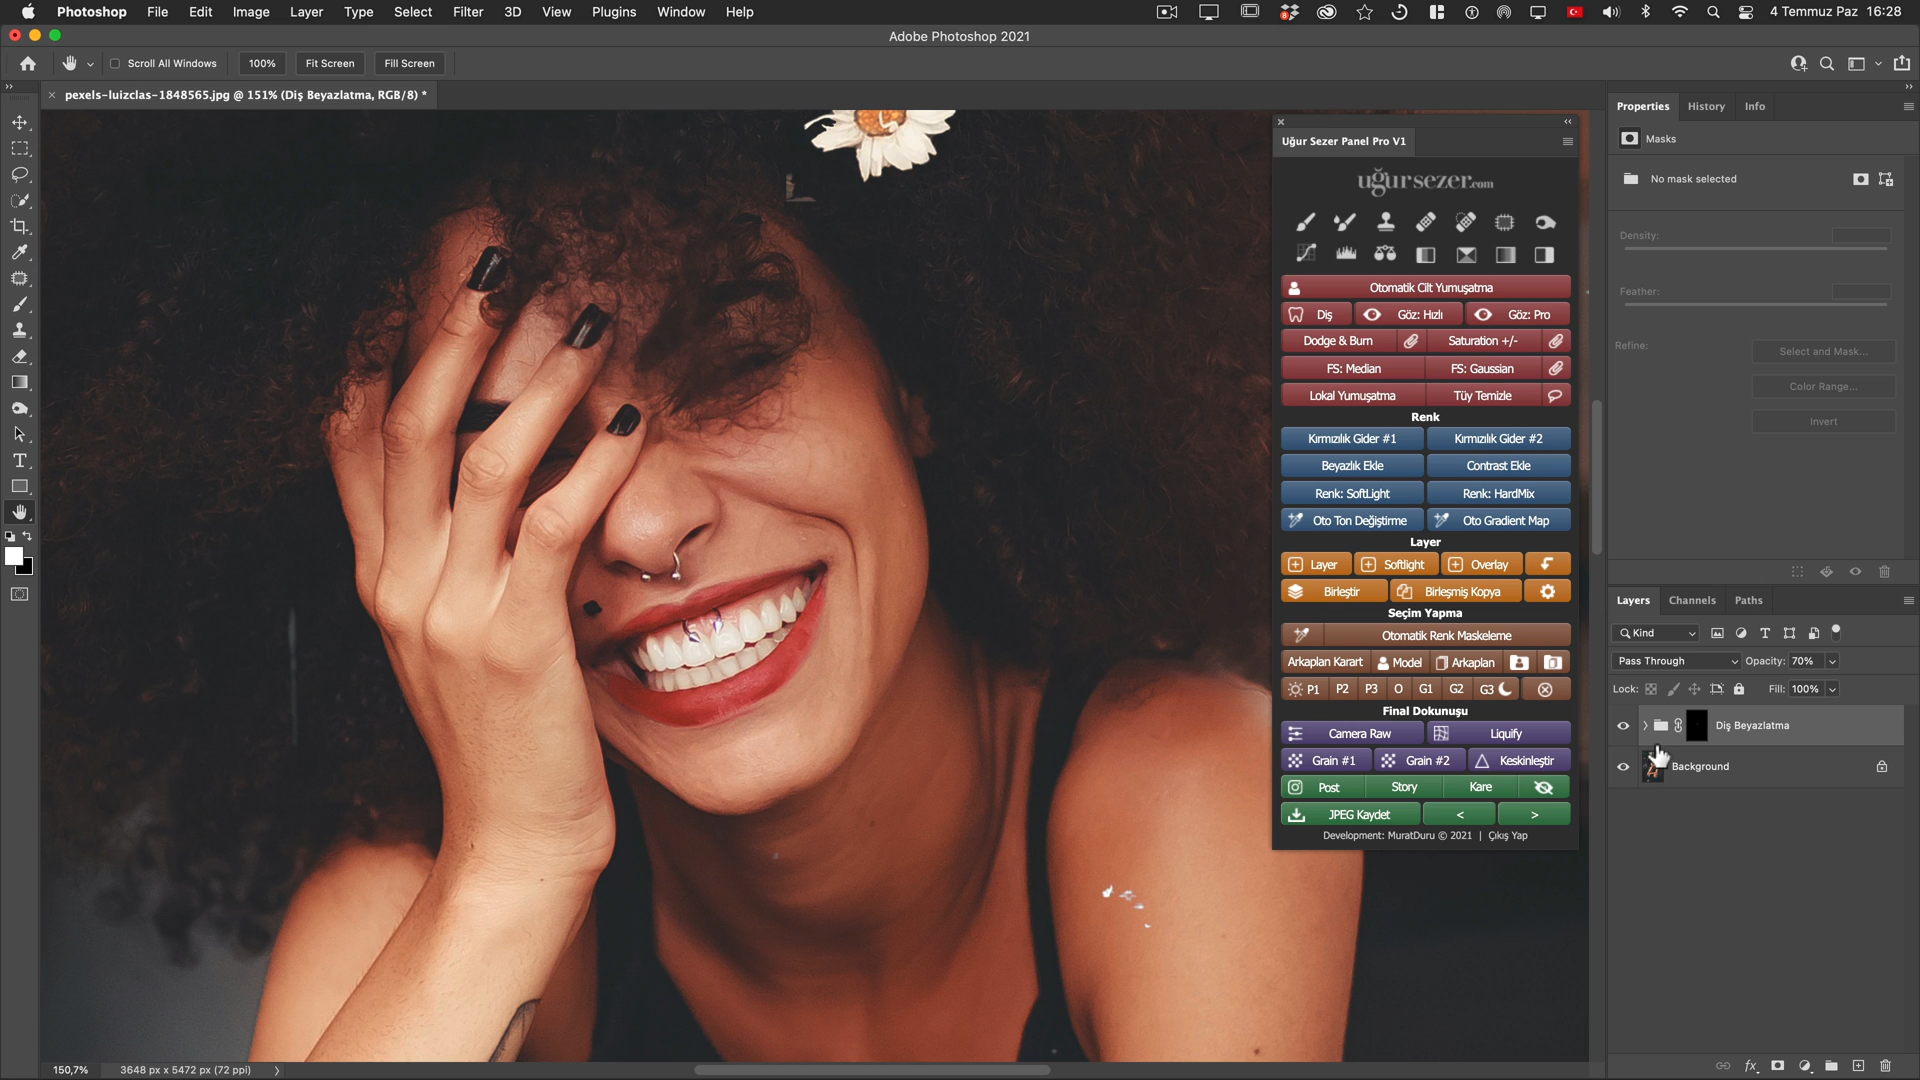 Photoshop File Edit Image Layer Type Select Filter 3D View Plugins Window Help 8 4 Temmuz Paz 16:28
Adobe Photoshop 2021
Scroll All Windows 100% Fit Screen Fill Screen
pexels-luizclas-1848565.jpg @ 151% (Diş Beyazlatma, RGB/8) *
Uğur Sezer Panel Pro V1
uğursezer.com
Otomatik Cilt Yumuşatma
Diş Göz: Hızlı Göz: Pro
Dodge & Burn Saturation +/-
FS: Median FS: Gaussian
Lokal Yumuşatma Tüy Temizle
Renk
Kırmızılık Gider #1 Kırmızılık Gider #2
Beyazlık Ekle Contrast Ekle
Renk: SoftLight Renk: HardMix
Oto Ton Değiştirme Oto Gradient Map
Layer
Layer Softlight Overlay
Birleştir Birleşmiş Kopya
Seçim Yapma
Otomatik Renk Maskeleme
Arkaplan Karart Model Arkaplan
P1 P2 P3 O G1 G2 G3
Final Dokunuşu
Camera Raw Liquify
Grain #1 Grain #2 Keskinleştir
Post Story Kare
JPEG Kaydet < >
Development: MuratDuru © 2021 | Çıkış Yap
Properties History Info
Masks
No mask selected
Density:
Feather:
Refine:
Select and Mask...
Color Range...
Invert
Layers Channels Paths
Kind
Pass Through Opacity: 70%
Lock: Fill: 100%
Diş Beyazlatma
Background
fx
150,7% 3648 px x 5472 px (72 ppi)